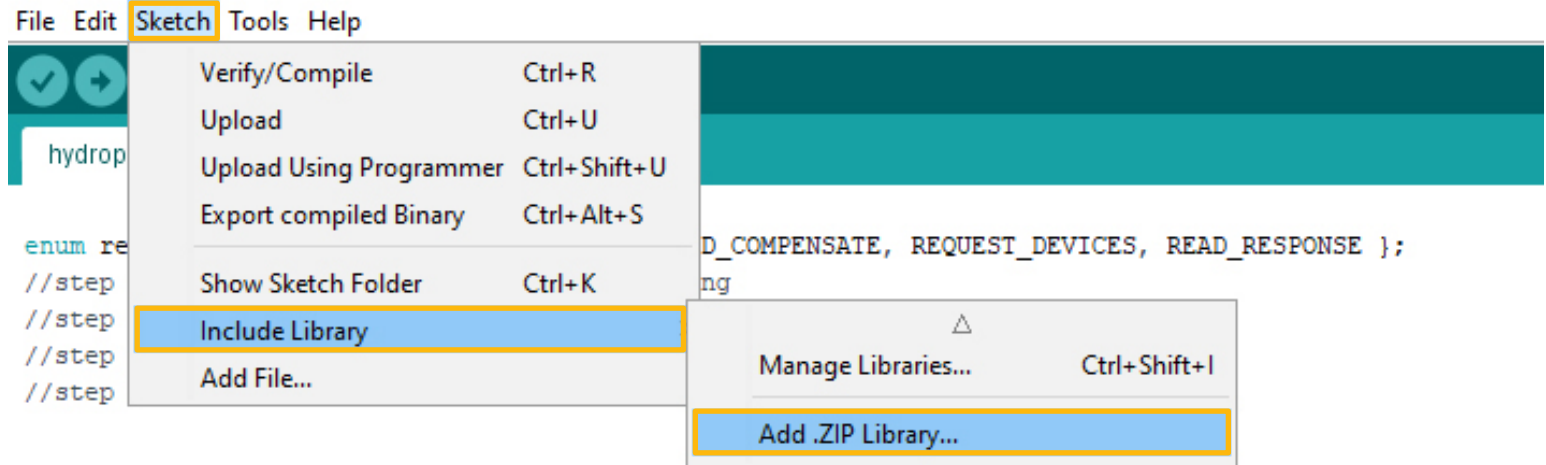 File Edit Sketch Tools Help
Verify/Compile Ctrl+R
Upload Ctrl+U
hydrop
Upload Using Programmer Ctrl+Shift+U
Export compiled Binary Ctrl+Alt+S
enum re D_COMPENSATE, REQUEST_DEVICES, READ_RESPONSE };
//step Show Sketch Folder Ctrl+K ng
//step Include Library
//step
Manage Libraries... Ctrl+Shift+I
//step Add File...
Add .ZIP Library...